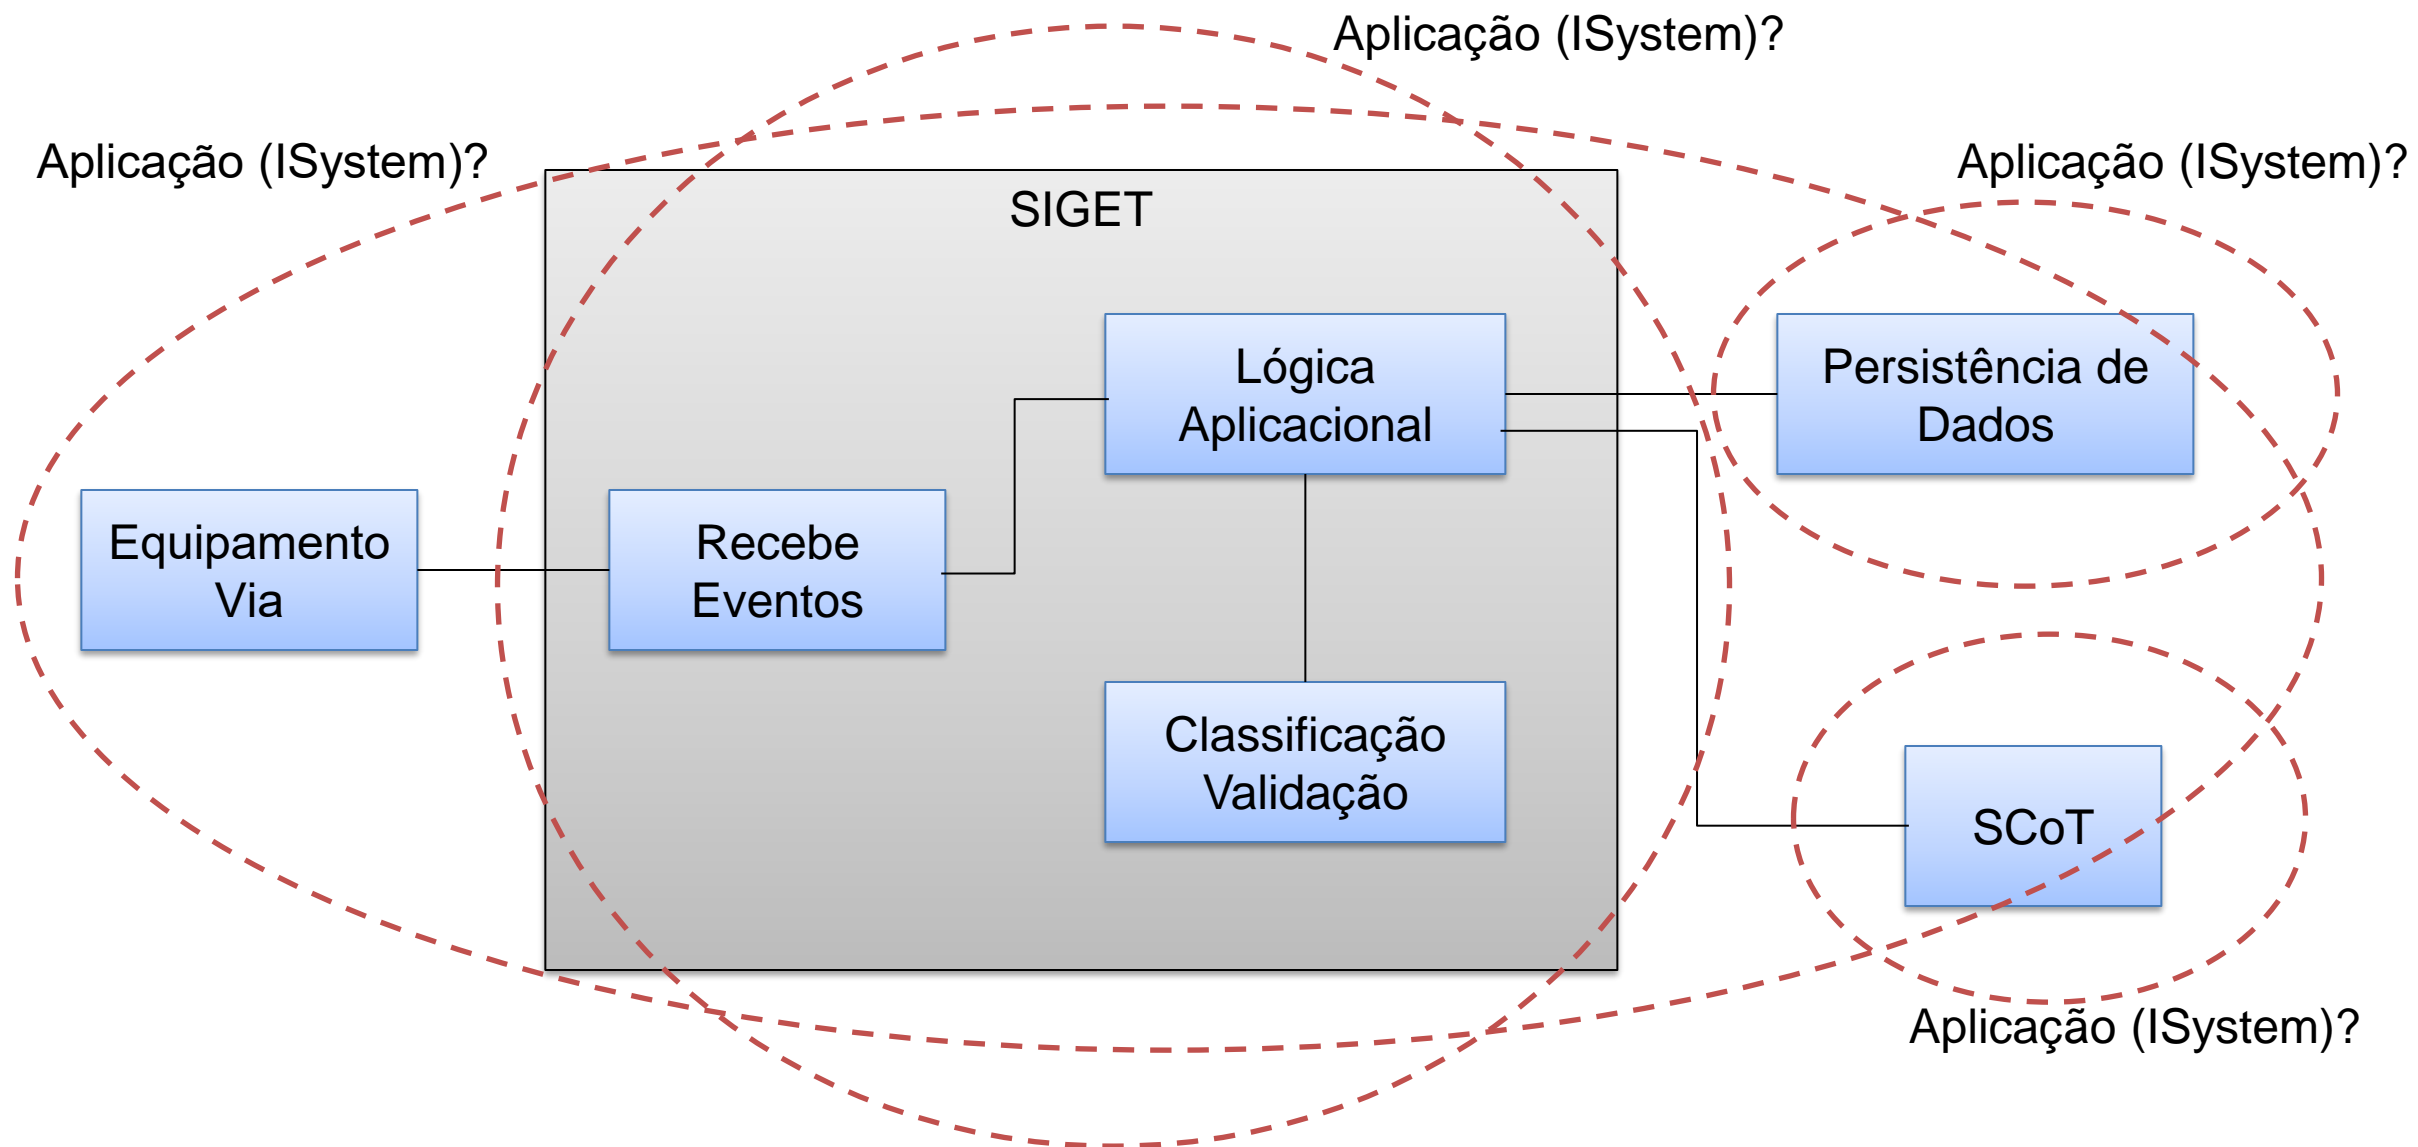 Aplicação (ISystem)?
Aplicação (ISystem)?
Aplicação (ISystem)?
SIGET
Lógica
Aplicacional
Persistência de
Dados
Equipamento
Via
Recebe
Eventos
Classificação
Validação
SCoT
Aplicação (ISystem)?